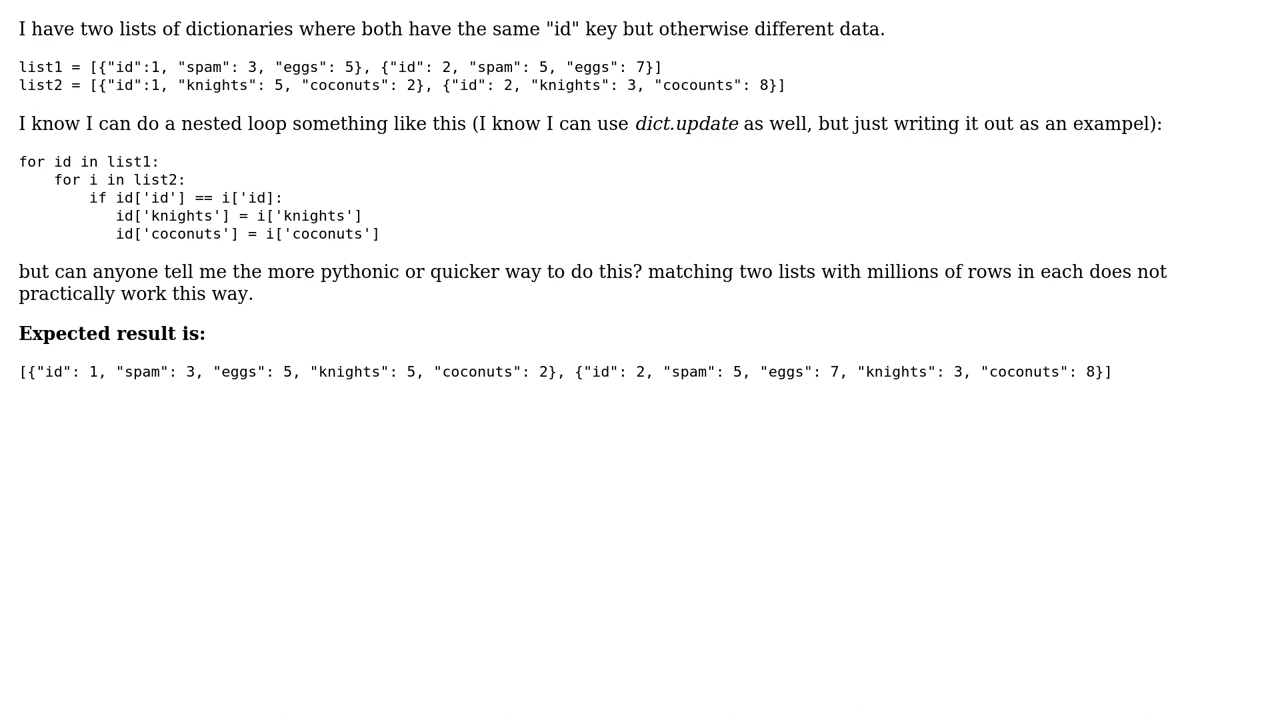 I have two lists of dictionaries where both have the same "id" key but otherwise different data.
list1 = [{"id":1, "spam": 3, "eggs": 5}, {"id": 2, "spam": 5, "eggs": 7}]
list2 = [{"id":1, "knights": 5, "coconuts": 2}, {"id": 2, "knights": 3, "cocounts": 8}]
I know I can do a nested loop something like this (I know I can use dict.update as well, but just writing it out as an exampel):
for id in list1:
    for i in list2:
        if id['id'] == i['id]:
           id['knights'] = i['knights']
           id['coconuts'] = i['coconuts']
but can anyone tell me the more pythonic or quicker way to do this? matching two lists with millions of rows in each does not
practically work this way.
Expected result is:
[{"id": 1, "spam": 3, "eggs": 5, "knights": 5, "coconuts": 2}, {"id": 2, "spam": 5, "eggs": 7, "knights": 3, "coconuts": 8}]